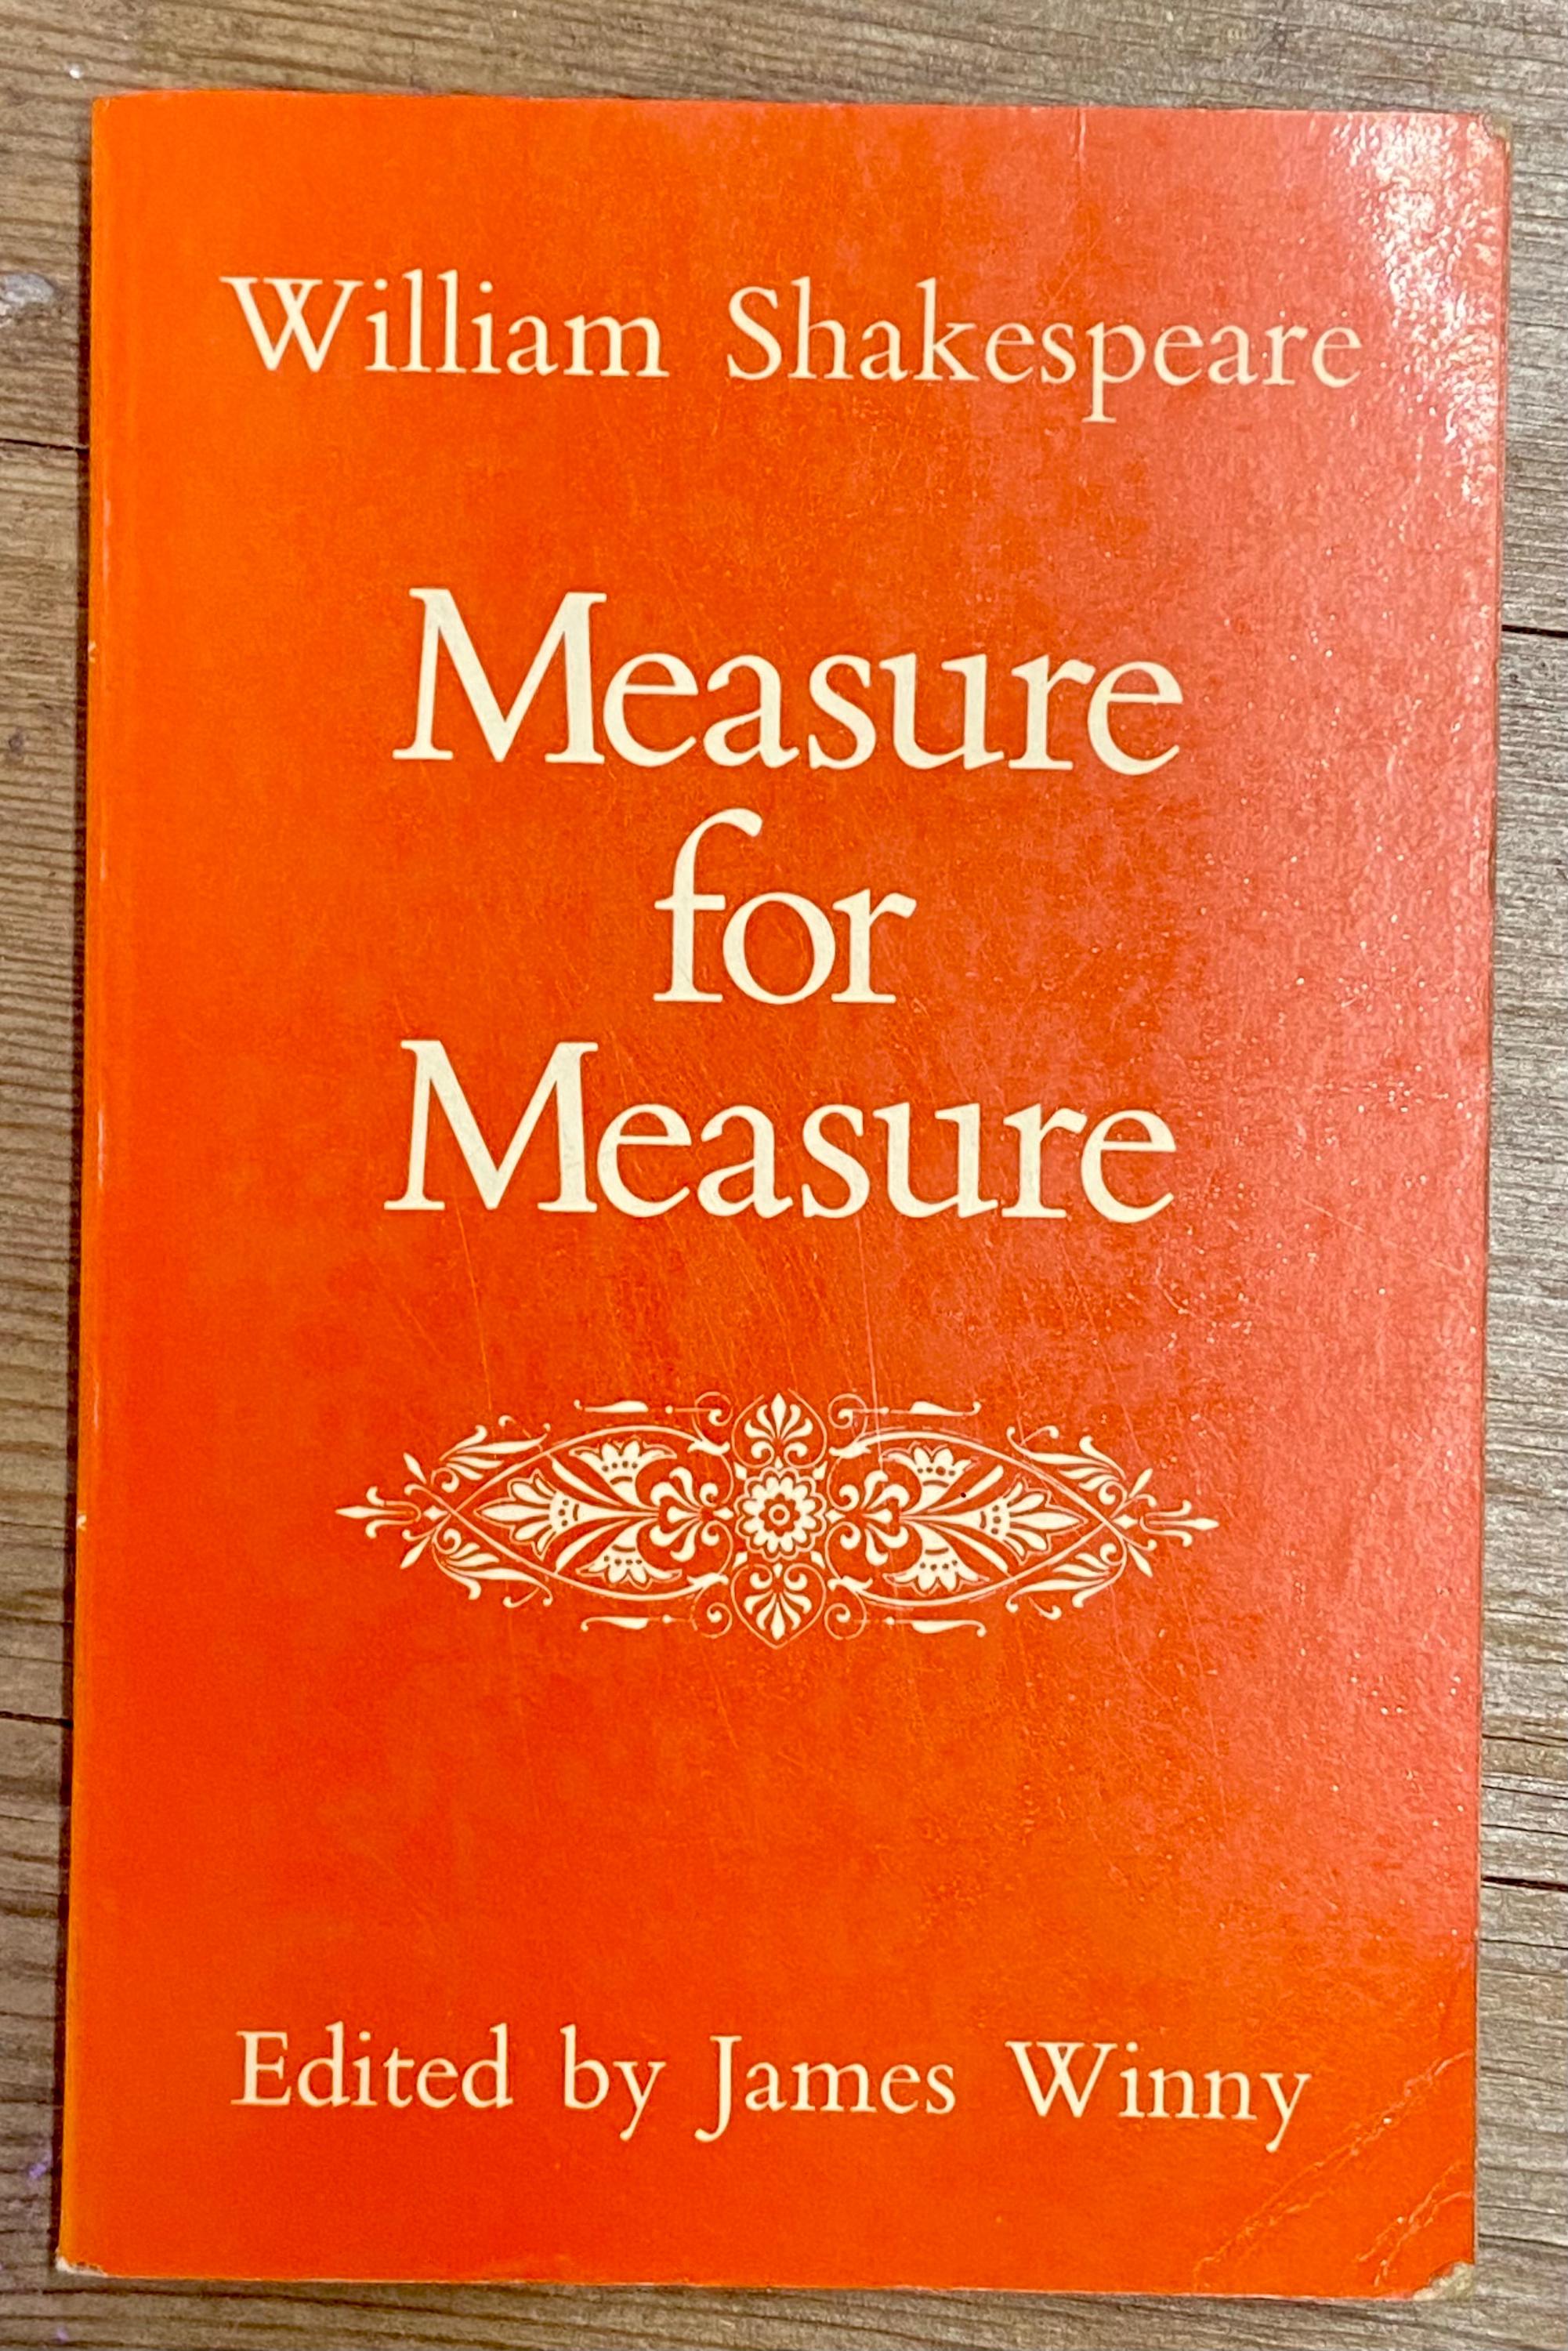 William Shakespeare
Measure
for
Measure
Edited by James Winny